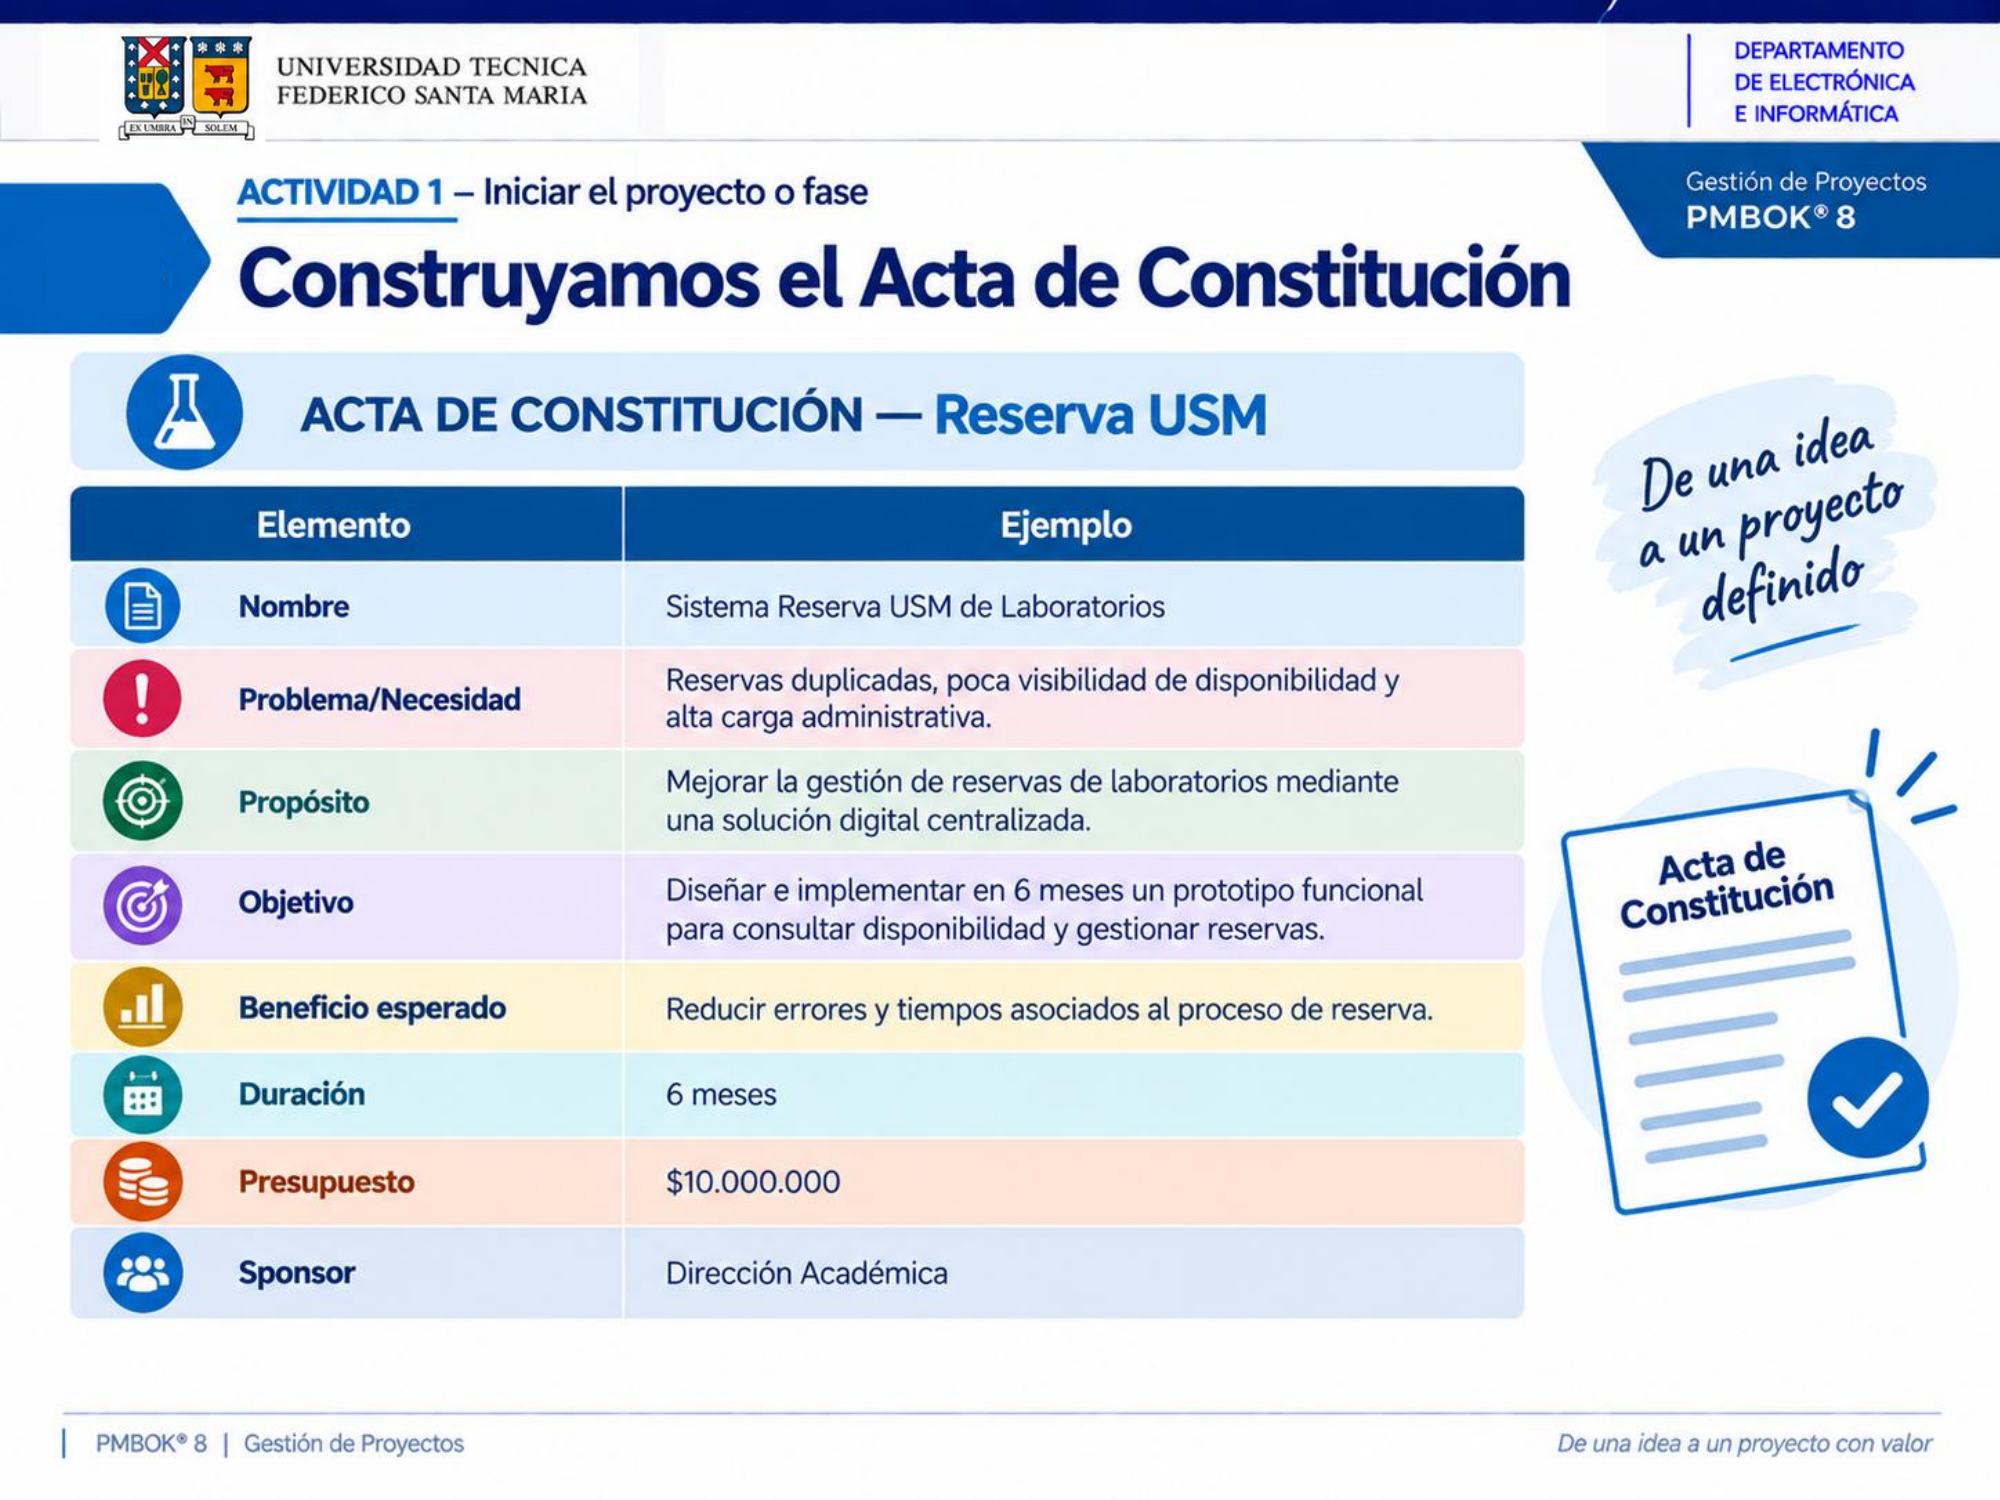 UNIVERSIDAD TECNICA
FEDERICO SANTA MARIA
EX UMBRA IN SOLEM
DEPARTAMENTO
DE ELECTRÓNICA
E INFORMÁTICA
Gestión de Proyectos
PMBOK® 8
ACTIVIDAD 1 – Iniciar el proyecto o fase
Construyamos el Acta de Constitución
ACTA DE CONSTITUCIÓN — Reserva USM
Elemento
Ejemplo
Nombre
Sistema Reserva USM de Laboratorios
Problema/Necesidad
Reservas duplicadas, poca visibilidad de disponibilidad y
alta carga administrativa.
Propósito
Mejorar la gestión de reservas de laboratorios mediante
una solución digital centralizada.
Objetivo
Diseñar e implementar en 6 meses un prototipo funcional
para consultar disponibilidad y gestionar reservas.
Beneficio esperado
Reducir errores y tiempos asociados al proceso de reserva.
Duración
6 meses
Presupuesto
$10.000.000
Sponsor
Dirección Académica
De una idea
a un proyecto
definido
Acta de
Constitución
PMBOK® 8 | Gestión de Proyectos
De una idea a un proyecto con valor